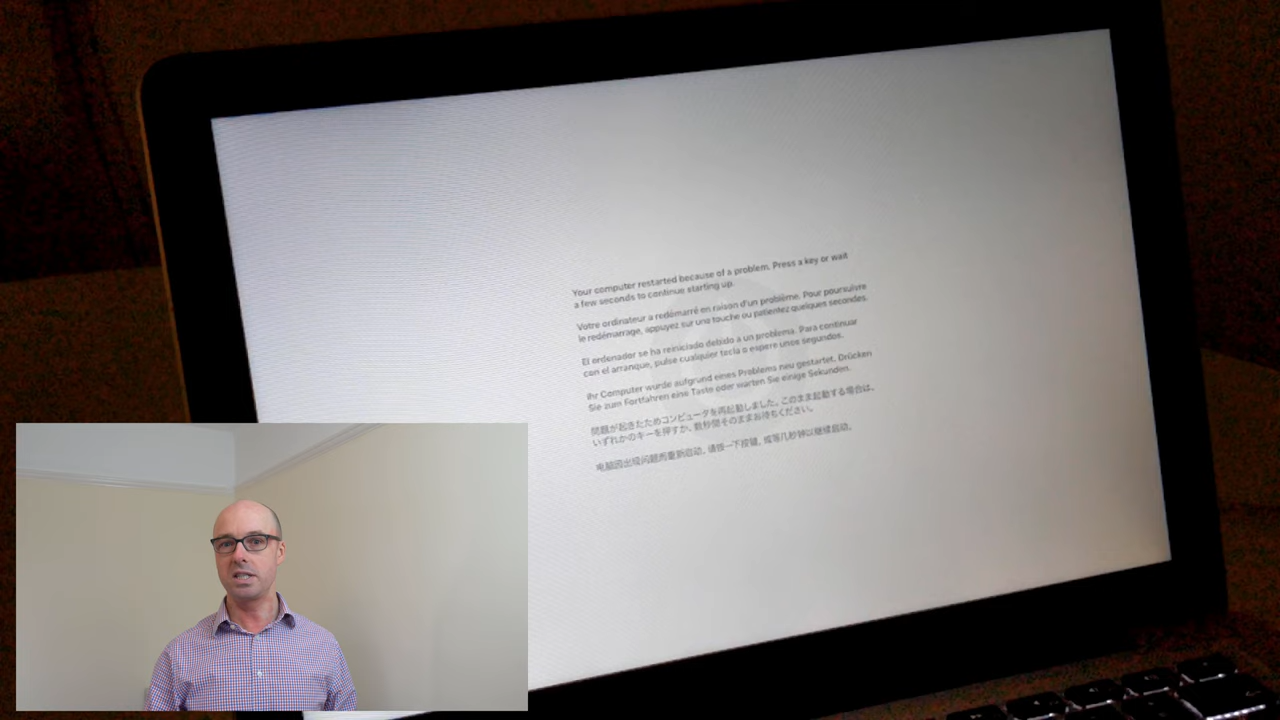 Your computer restarted because of a problem. Press a key or wait
a few seconds to continue starting up.
Votre ordinateur a redémarré en raison d'un problème. Pour poursuivre
le redémarrage, appuyez sur une touche ou patientez quelques secondes.
El ordenador se ha reiniciado debido a un problema. Para continuar
con el arranque, pulse cualquier tecla o espere unos segundos.
Ihr Computer wurde aufgrund eines Problems neu gestartet. Drücken
Sie zum Fortfahren eine Taste oder warten Sie einige Sekunden.
問題が起きたためコンピュータを再起動しました。このまま起動する場合は、
いずれかのキーを押すか、数秒間そのままお待ちください。
电脑因出现问题而重新启动。请按一下按键，或等几秒钟以继续启动。